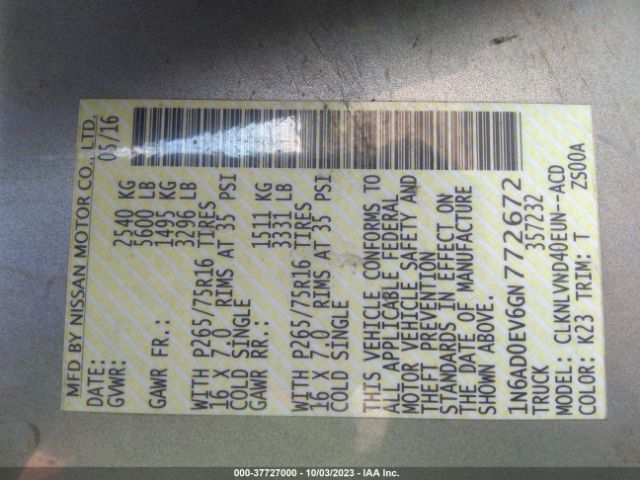 MFD BY NISSAN MOTOR CO., LTD.
DATE: 05/16
GVWR: 2540 KG
5600 LB
GAWR FR.: 1495 KG
3296 LB
WITH P265/75R16 TIRES
16 X 7.0 RIMS AT 35 PSI
COLD SINGLE
GAWR RR.: 1511 KG
3331 LB
WITH P265/75R16 TIRES
16 X 7.0 RIMS AT 35 PSI
COLD SINGLE
THIS VEHICLE CONFORMS TO
ALL APPLICABLE FEDERAL
MOTOR VEHICLE SAFETY AND
THEFT PREVENTION
STANDARDS IN EFFECT ON
THE DATE OF MANUFACTURE
SHOWN ABOVE.
1N6AD0EV6GN772672
TRUCK 357232
MODEL: CLKNLVND40EUN--ACD
K23 TRIM: T ZS00A
000-37727000 - 10/03/2023 - IAA Inc.